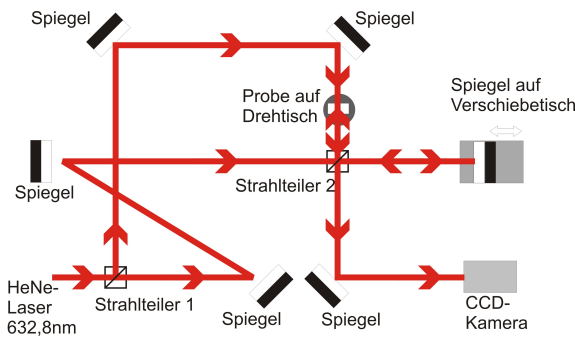 Spiegel
Spiegel
Probe auf
Drehtisch
Spiegel auf
Verschiebetisch
Spiegel
Strahlteiler 2
HeNe-
Laser
632,8nm
Strahlteiler 1
Spiegel
Spiegel
CCD-
Kamera